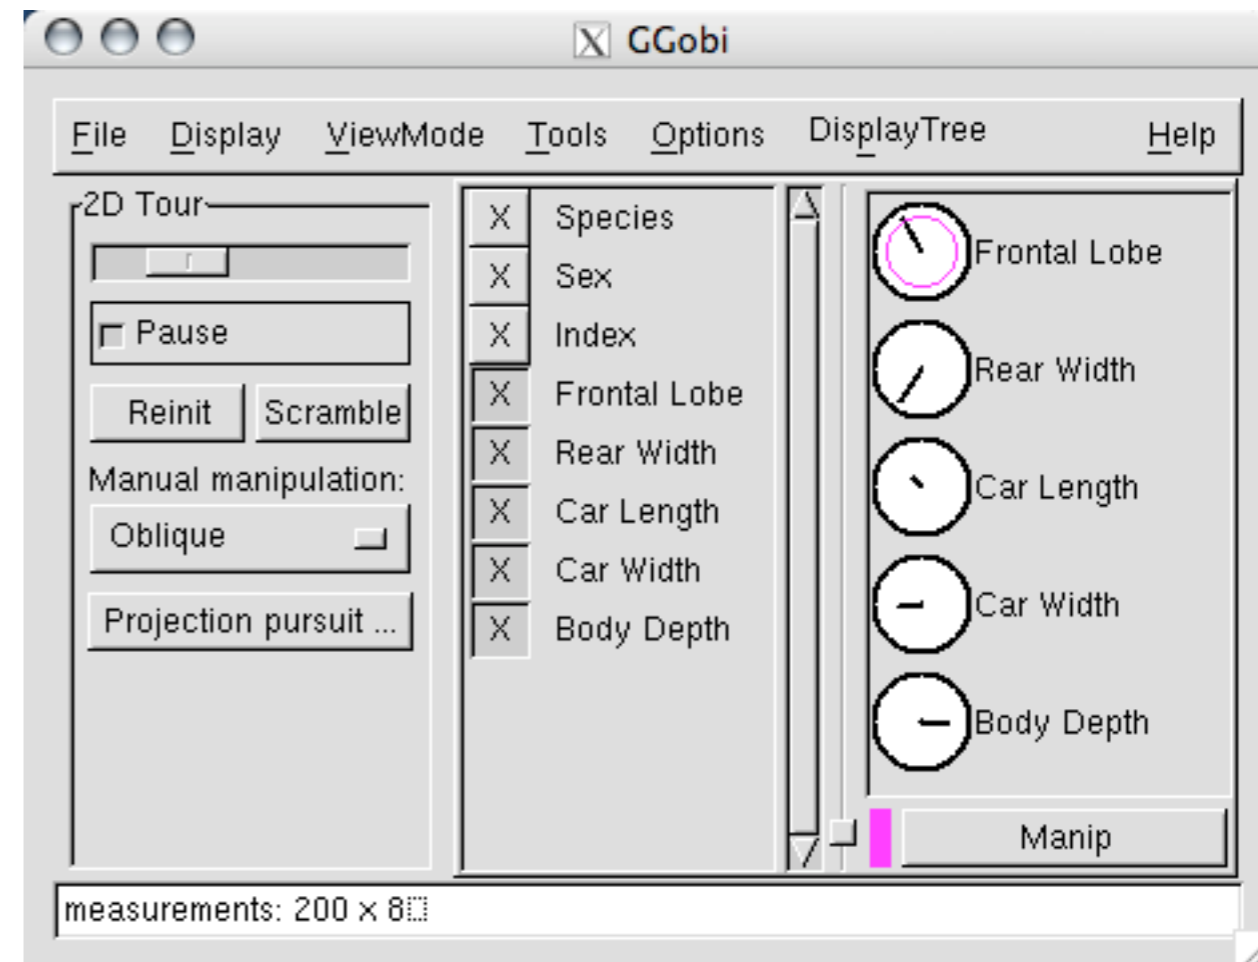 X GGobi
File Display ViewMode Tools Options DisplayTree Help
2D Tour
Pause
Reinit Scramble
Manual manipulation:
Oblique
Projection pursuit ...
X Species
X Sex
X Index
X Frontal Lobe
X Rear Width
X Car Length
X Car Width
X Body Depth
Frontal Lobe
Rear Width
Car Length
Car Width
Body Depth
Manip
measurements: 200 x 8